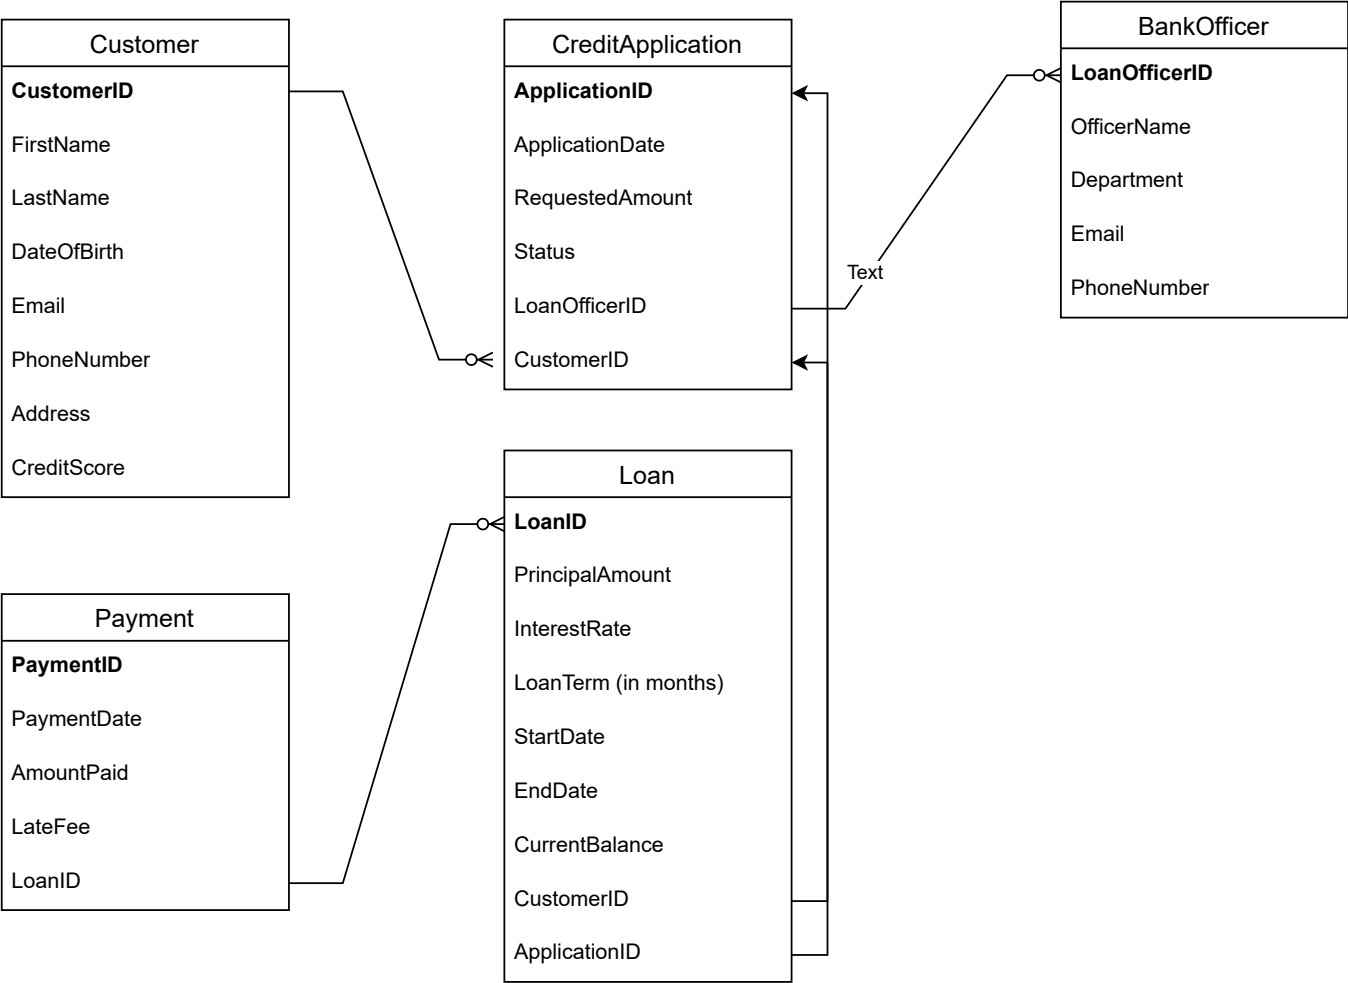 Customer
CustomerID
FirstName
LastName
DateOfBirth
Email
PhoneNumber
Address
CreditScore
CreditApplication
ApplicationID
ApplicationDate
RequestedAmount
Status
LoanOfficerID
CustomerID
Text
BankOfficer
LoanOfficerID
OfficerName
Department
Email
PhoneNumber
Payment
PaymentID
PaymentDate
AmountPaid
LateFee
LoanID
Loan
LoanID
PrincipalAmount
InterestRate
LoanTerm (in months)
StartDate
EndDate
CurrentBalance
CustomerID
ApplicationID